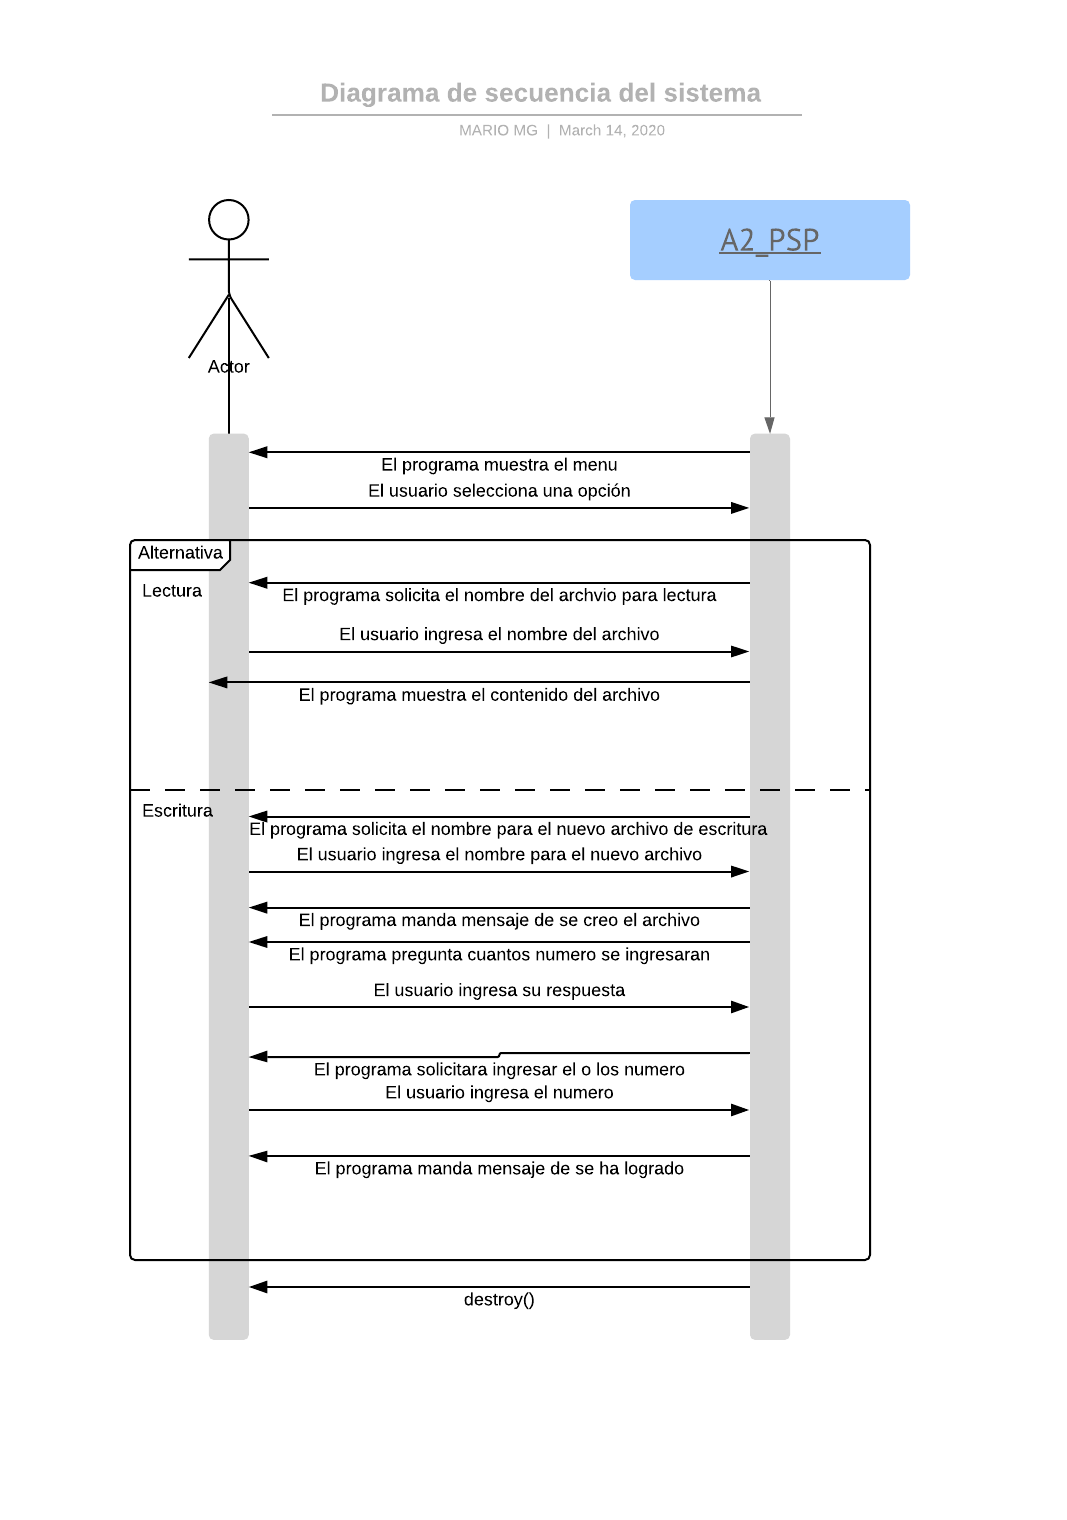 Diagrama de secuencia del sistema
MARIO MG | March 14, 2020
A2_PSP
Actor
El programa muestra el menu
El usuario selecciona una opción
Alternativa
Lectura
El programa solicita el nombre del archvio para lectura
El usuario ingresa el nombre del archivo
El programa muestra el contenido del archivo
Escritura
El programa solicita el nombre para el nuevo archivo de escritura
El usuario ingresa el nombre para el nuevo archivo
El programa manda mensaje de se creo el archivo
El programa pregunta cuantos numero se ingresaran
El usuario ingresa su respuesta
El programa solicitara ingresar el o los numero
El usuario ingresa el numero
El programa manda mensaje de se ha logrado
destroy()